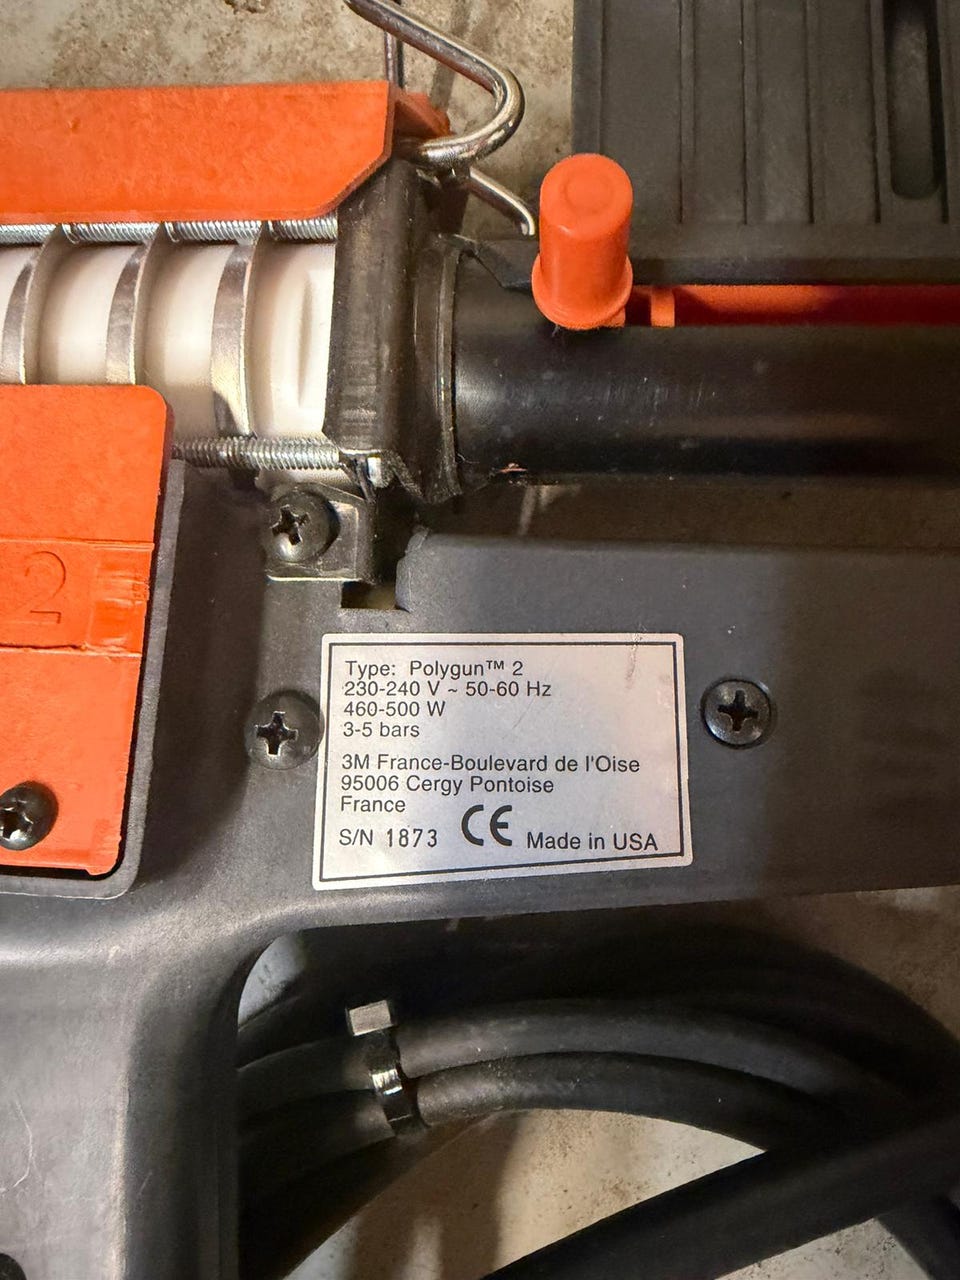 2
Type: Polygun™ 2
230-240 V ~ 50-60 Hz
460-500 W
3-5 bars
3M France-Boulevard de l'Oise
95006 Cergy Pontoise
France
S/N 1873 CE Made in USA